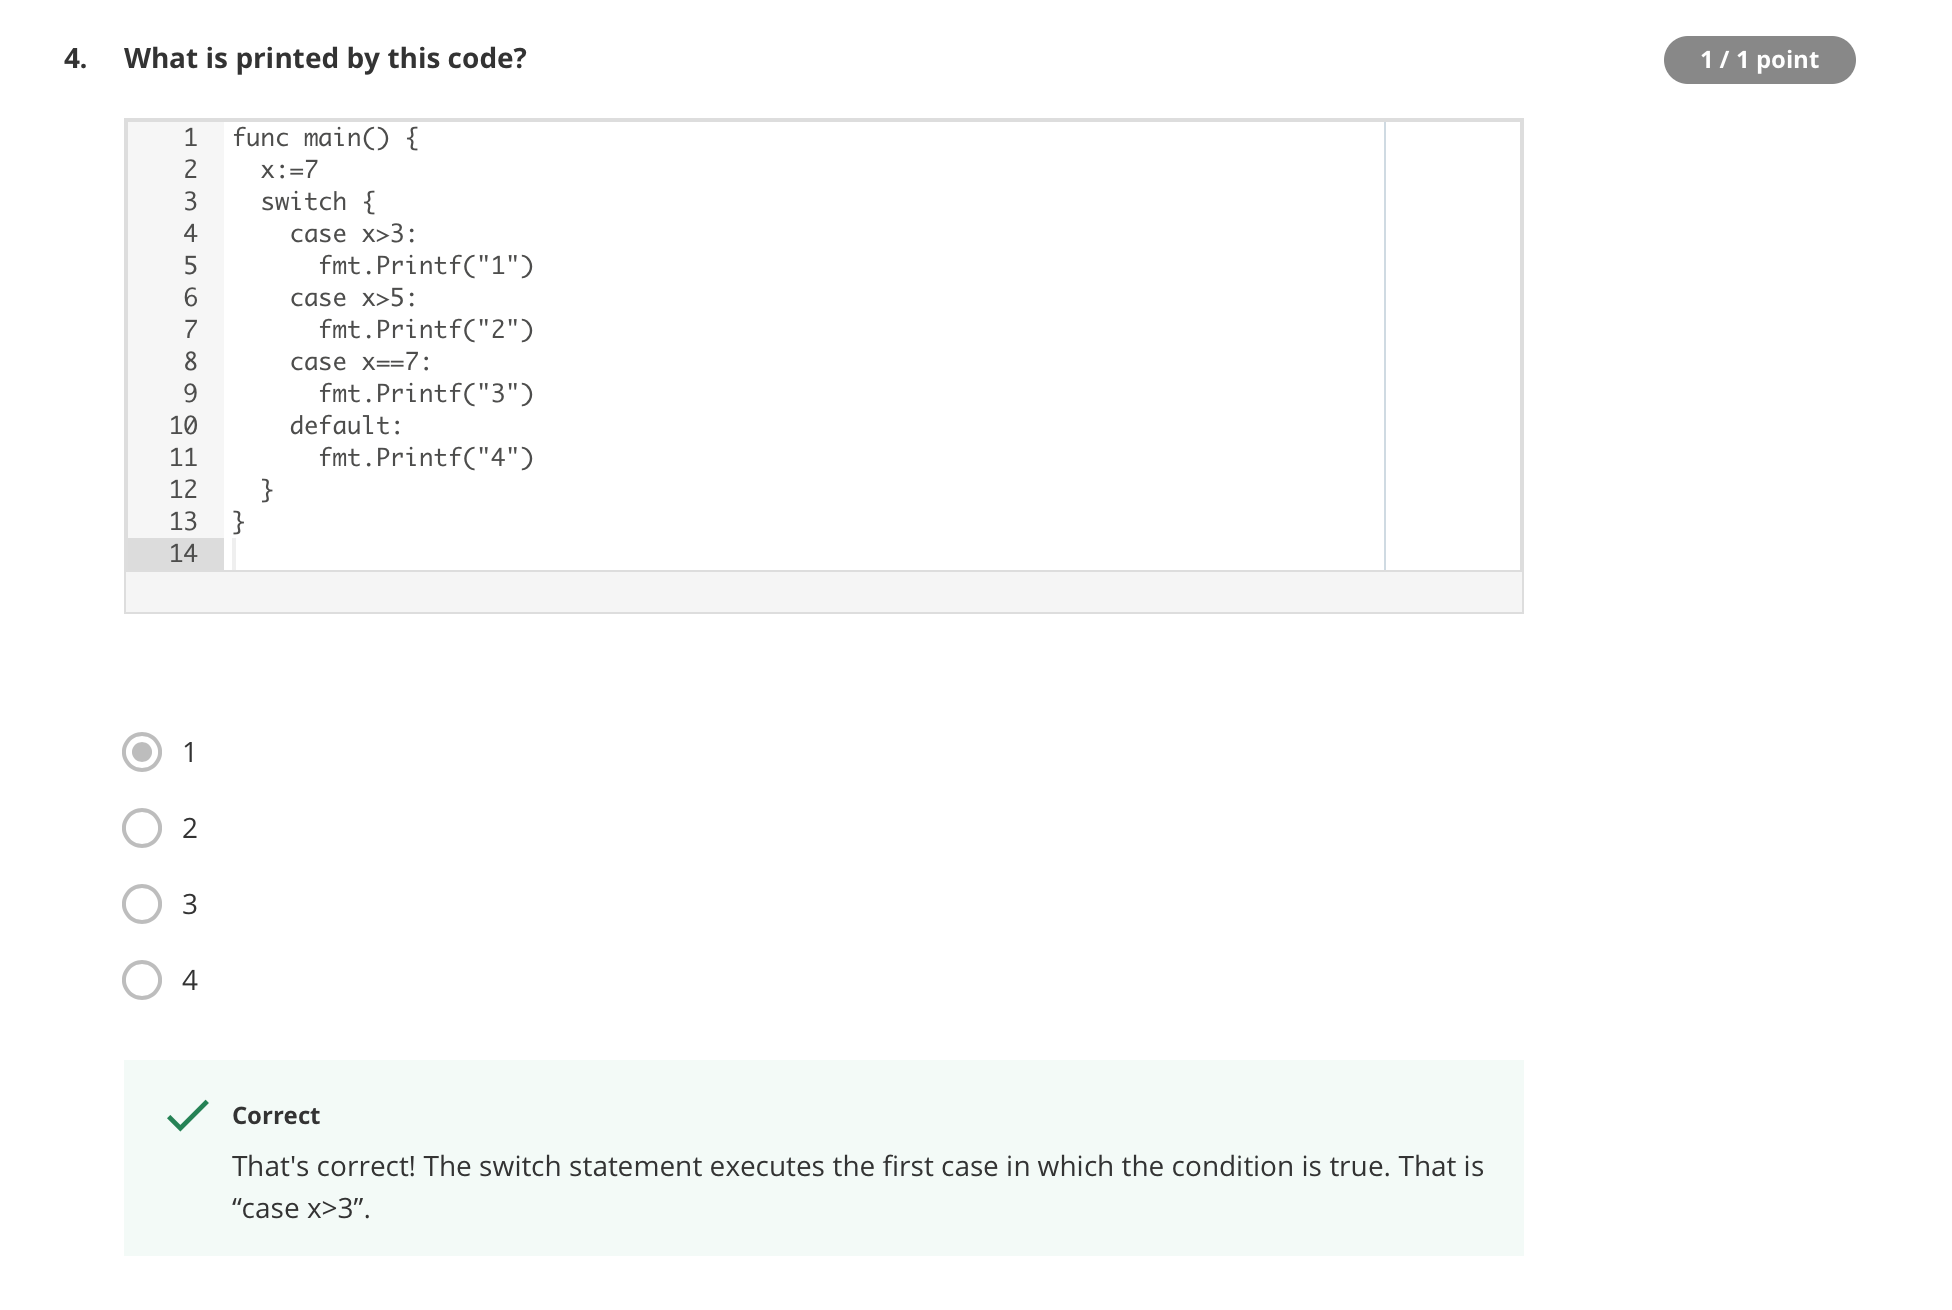 4. What is printed by this code?
1 / 1 point
1 func main() {
2   x:=7
3   switch {
4     case x>3:
5       fmt.Printf("1")
6     case x>5:
7       fmt.Printf("2")
8     case x==7:
9       fmt.Printf("3")
10     default:
11       fmt.Printf("4")
12   }
13 }
14
1
2
3
4
Correct
That's correct! The switch statement executes the first case in which the condition is true. That is
“case x>3”.